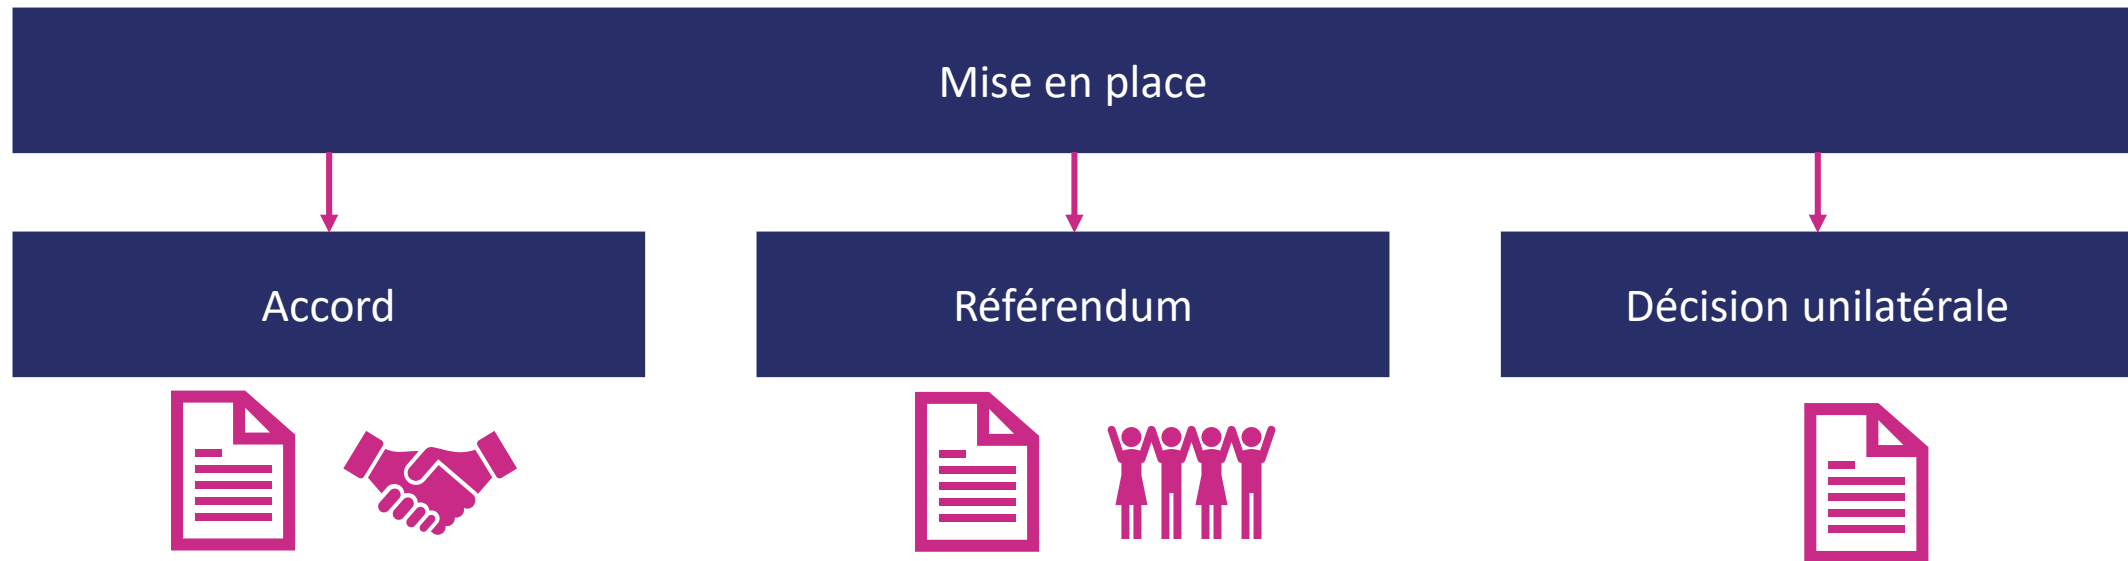 Mise en place
Accord
Référendum
Décision unilatérale